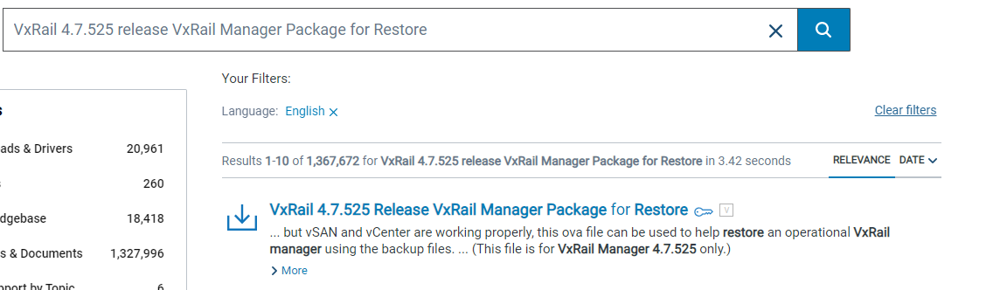 VxRail 4.7.525 release VxRail Manager Package for Restore
Your Filters:
Language: English
Clear filters
ads & Drivers 20,961
s 260
dgebase 18,418
s & Documents 1,327,996
pport by Topic 6
Results 1-10 of 1,367,672 for VxRail 4.7.525 release VxRail Manager Package for Restore in 3.42 seconds
RELEVANCE DATE
VxRail 4.7.525 Release VxRail Manager Package for Restore V
... but vSAN and vCenter are working properly, this ova file can be used to help restore an operational VxRail
manager using the backup files. ... (This file is for VxRail Manager 4.7.525 only.)
More